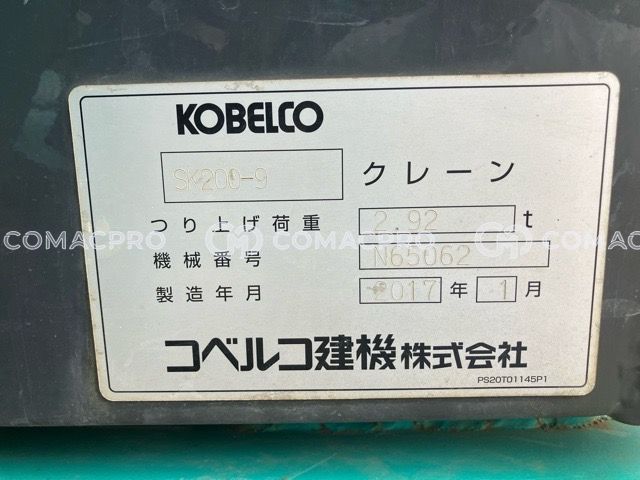 KOBELCO
SK200-9 クレーン
つり上げ荷重 2.92 t
機械番号 N65062
製造年月 2017 年 1 月
コベルコ建機株式会社
PS20T01145P1
COMACPRO COMACPRO COMACPRO